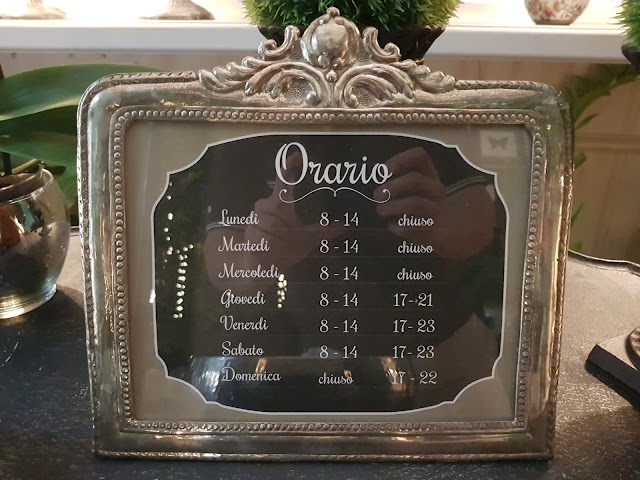 Orario
Lunedì 8 - 14 chiuso
Martedì 8 - 14 chiuso
Mercoledì 8 - 14 chiuso
Giovedì 8 - 14 17 - 21
Venerdì 8 - 14 17 - 23
Sabato 8 - 14 17 - 23
Domenica chiuso 17 - 22